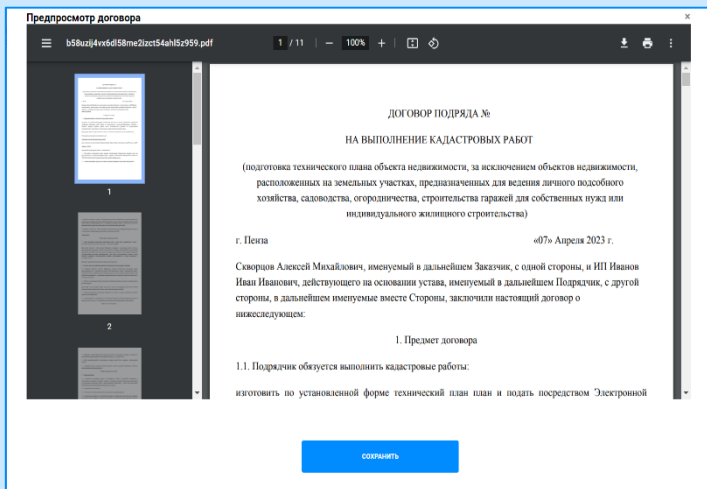 Предпросмотр договора
×
b58uzij4vx6dl58me2izct54ahl5z959.pdf
1 / 11
100%
ДОГОВОР ПОДРЯДА №
НА ВЫПОЛНЕНИЕ КАДАСТРОВЫХ РАБОТ
(подготовка технического плана объекта недвижимости, за исключением объектов недвижимости,
расположенных на земельных участках, предназначенных для ведения личного подсобного
хозяйства, садоводства, огородничества, строительства гаражей для собственных нужд или
индивидуального жилищного строительства)
г. Пенза «07» Апреля 2023 г.
Скворцов Алексей Михайлович, именуемый в дальнейшем Заказчик, с одной стороны, и ИП Иванов
Иван Иванович, действующего на основании устава, именуемый в дальнейшем Подрядчик, с другой
стороны, в дальнейшем именуемые вместе Стороны, заключили настоящий договор о
нижеследующем:
1. Предмет договора
1.1. Подрядчик обязуется выполнить кадастровые работы:
изготовить по установленной форме технический план план и подать посредством Электронной
1
2
СОХРАНИТЬ